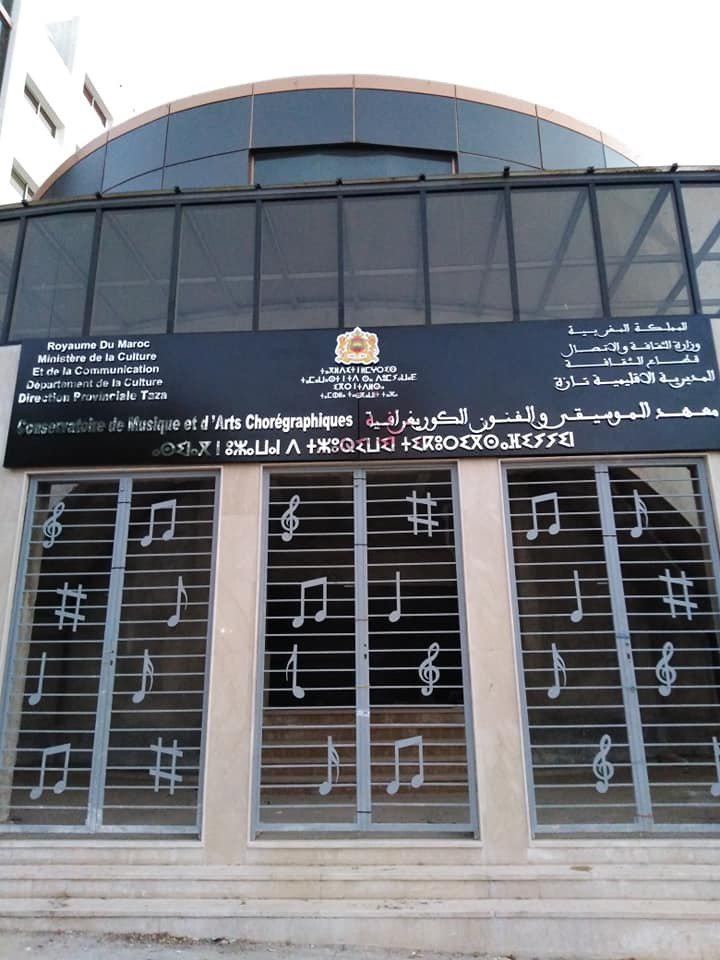 Royaume Du Maroc
Ministère de la Culture
Et de la Communication
Département de la Culture
Direction Provinciale Taza
ⵜⴰⴳⵍⴷⵉⵜ ⵏ ⵍⵎⵖⵔⵉⴱ
المملكة المغربية
وزارة الثقافة والاتصال
قطاع الثقافة
المديرية الاقليمية تازة
Conservatoire de Musique et d'Arts Chorégraphiques
معهد الموسيقى والفنون الكوريغرافية